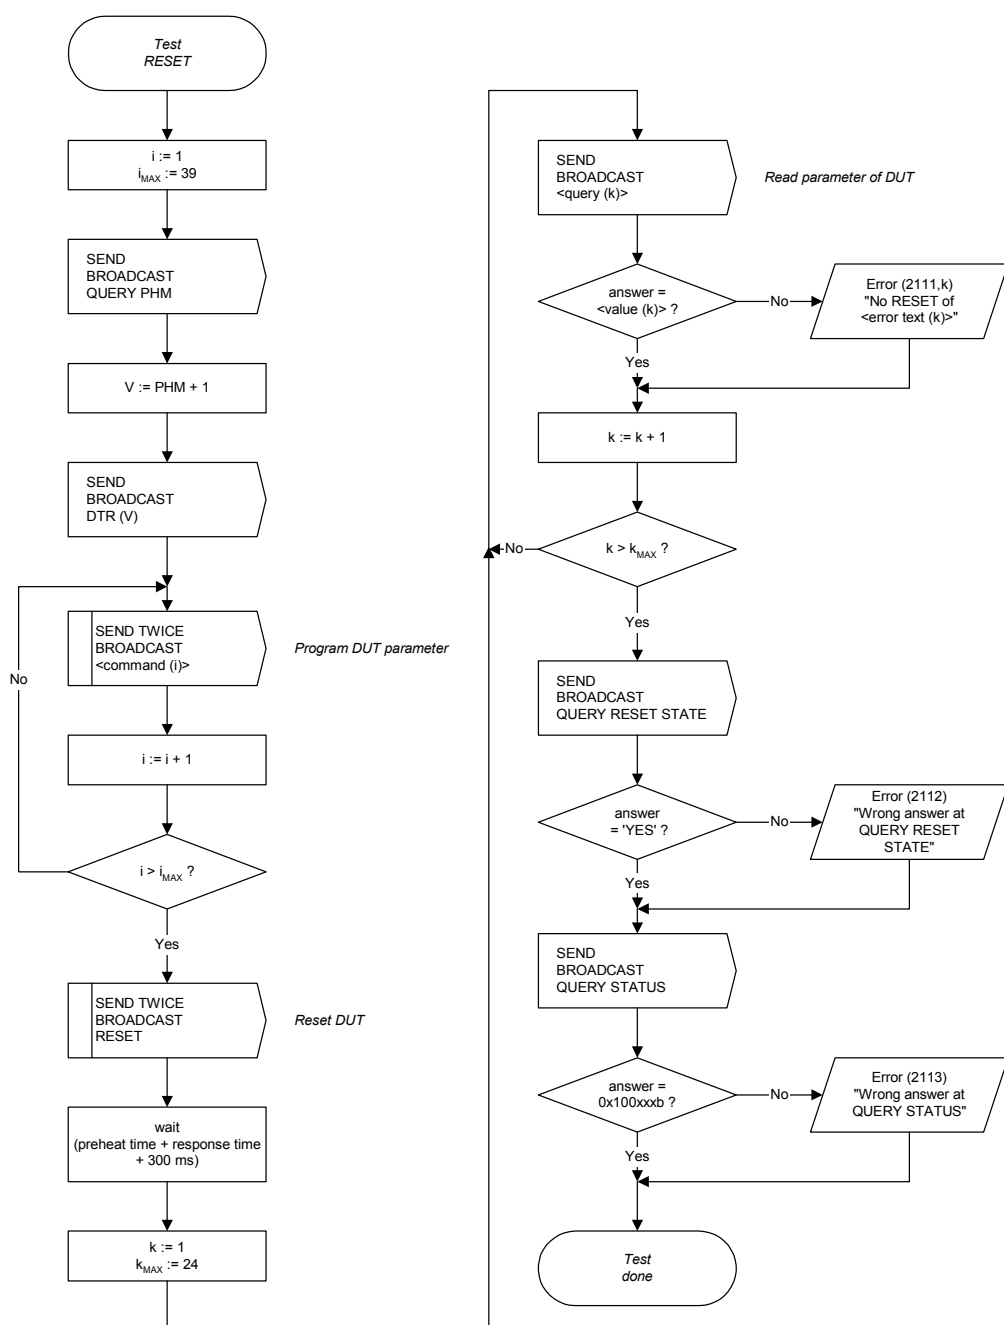 Test
RESET
i := 1
iMAX := 39
SEND
BROADCAST
QUERY PHM
V := PHM + 1
SEND
BROADCAST
DTR (V)
No
SEND TWICE
BROADCAST
<command (i)>
Program DUT parameter
i := i + 1
i > iMAX ?
Yes
SEND TWICE
BROADCAST
RESET
Reset DUT
wait
(preheat time + response time
+ 300 ms)
k := 1
kMAX := 24
SEND
BROADCAST
<query (k)>
Read parameter of DUT
answer =
<value (k)> ?
No
Error (2111,k)
"No RESET of
<error text (k)>"
Yes
k := k + 1
k > kMAX ?
No
Yes
SEND
BROADCAST
QUERY RESET STATE
answer
= 'YES' ?
No
Error (2112)
"Wrong answer at
QUERY RESET
STATE"
Yes
SEND
BROADCAST
QUERY STATUS
answer =
0x100xxxb ?
No
Error (2113)
"Wrong answer at
QUERY STATUS"
Yes
Test
done